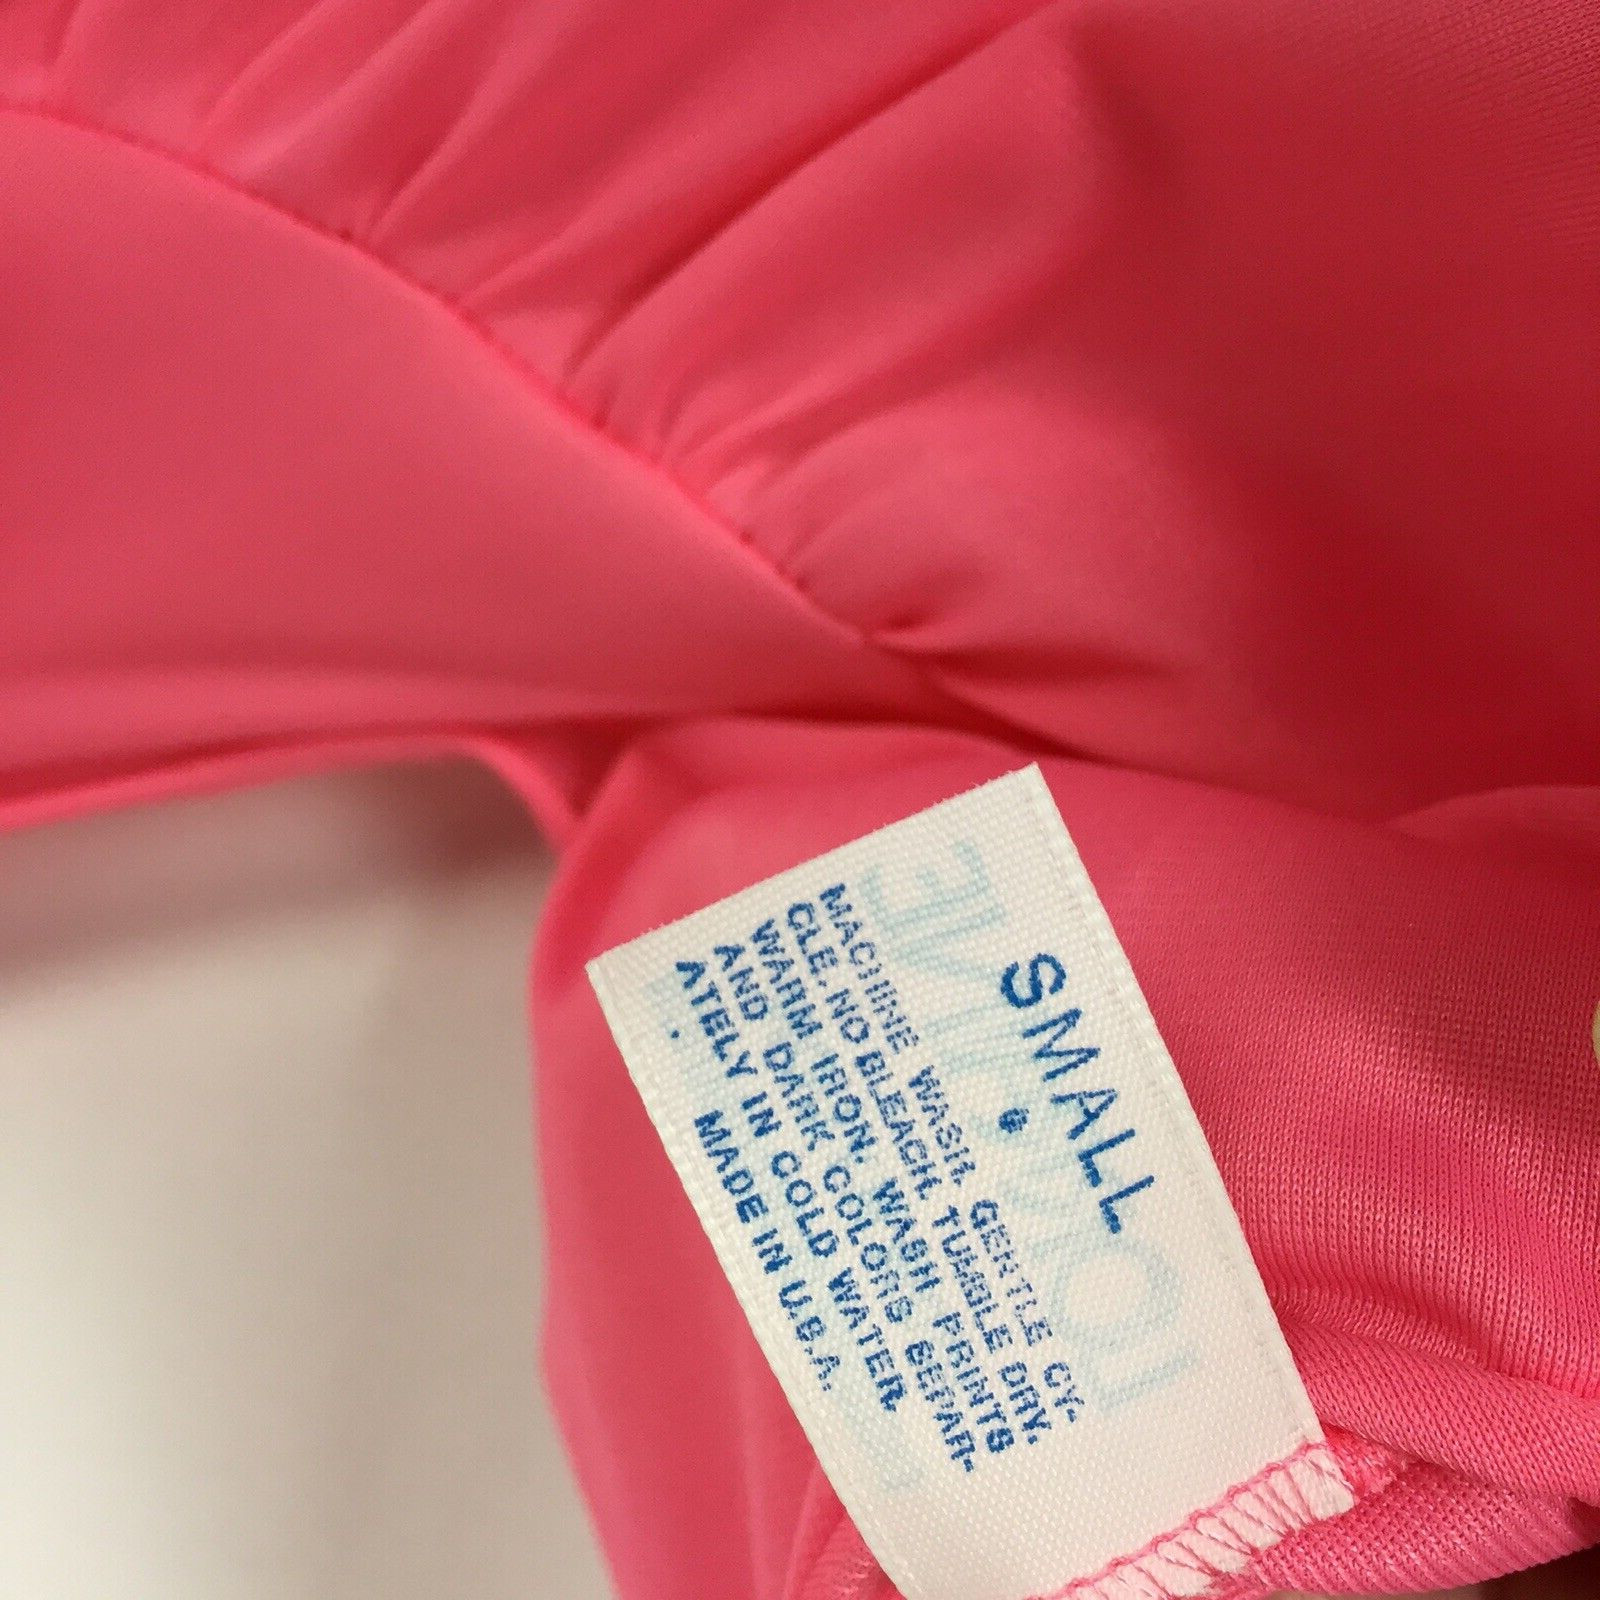 SMALL
MACHINE WASH. GENTLE CY-
CLE. NO BLEACH. TUMBLE DRY.
WARM IRON. WASH PRINTS
AND DARK COLORS SEPAR-
ATELY IN COLD WATER.
MADE IN U.S.A.